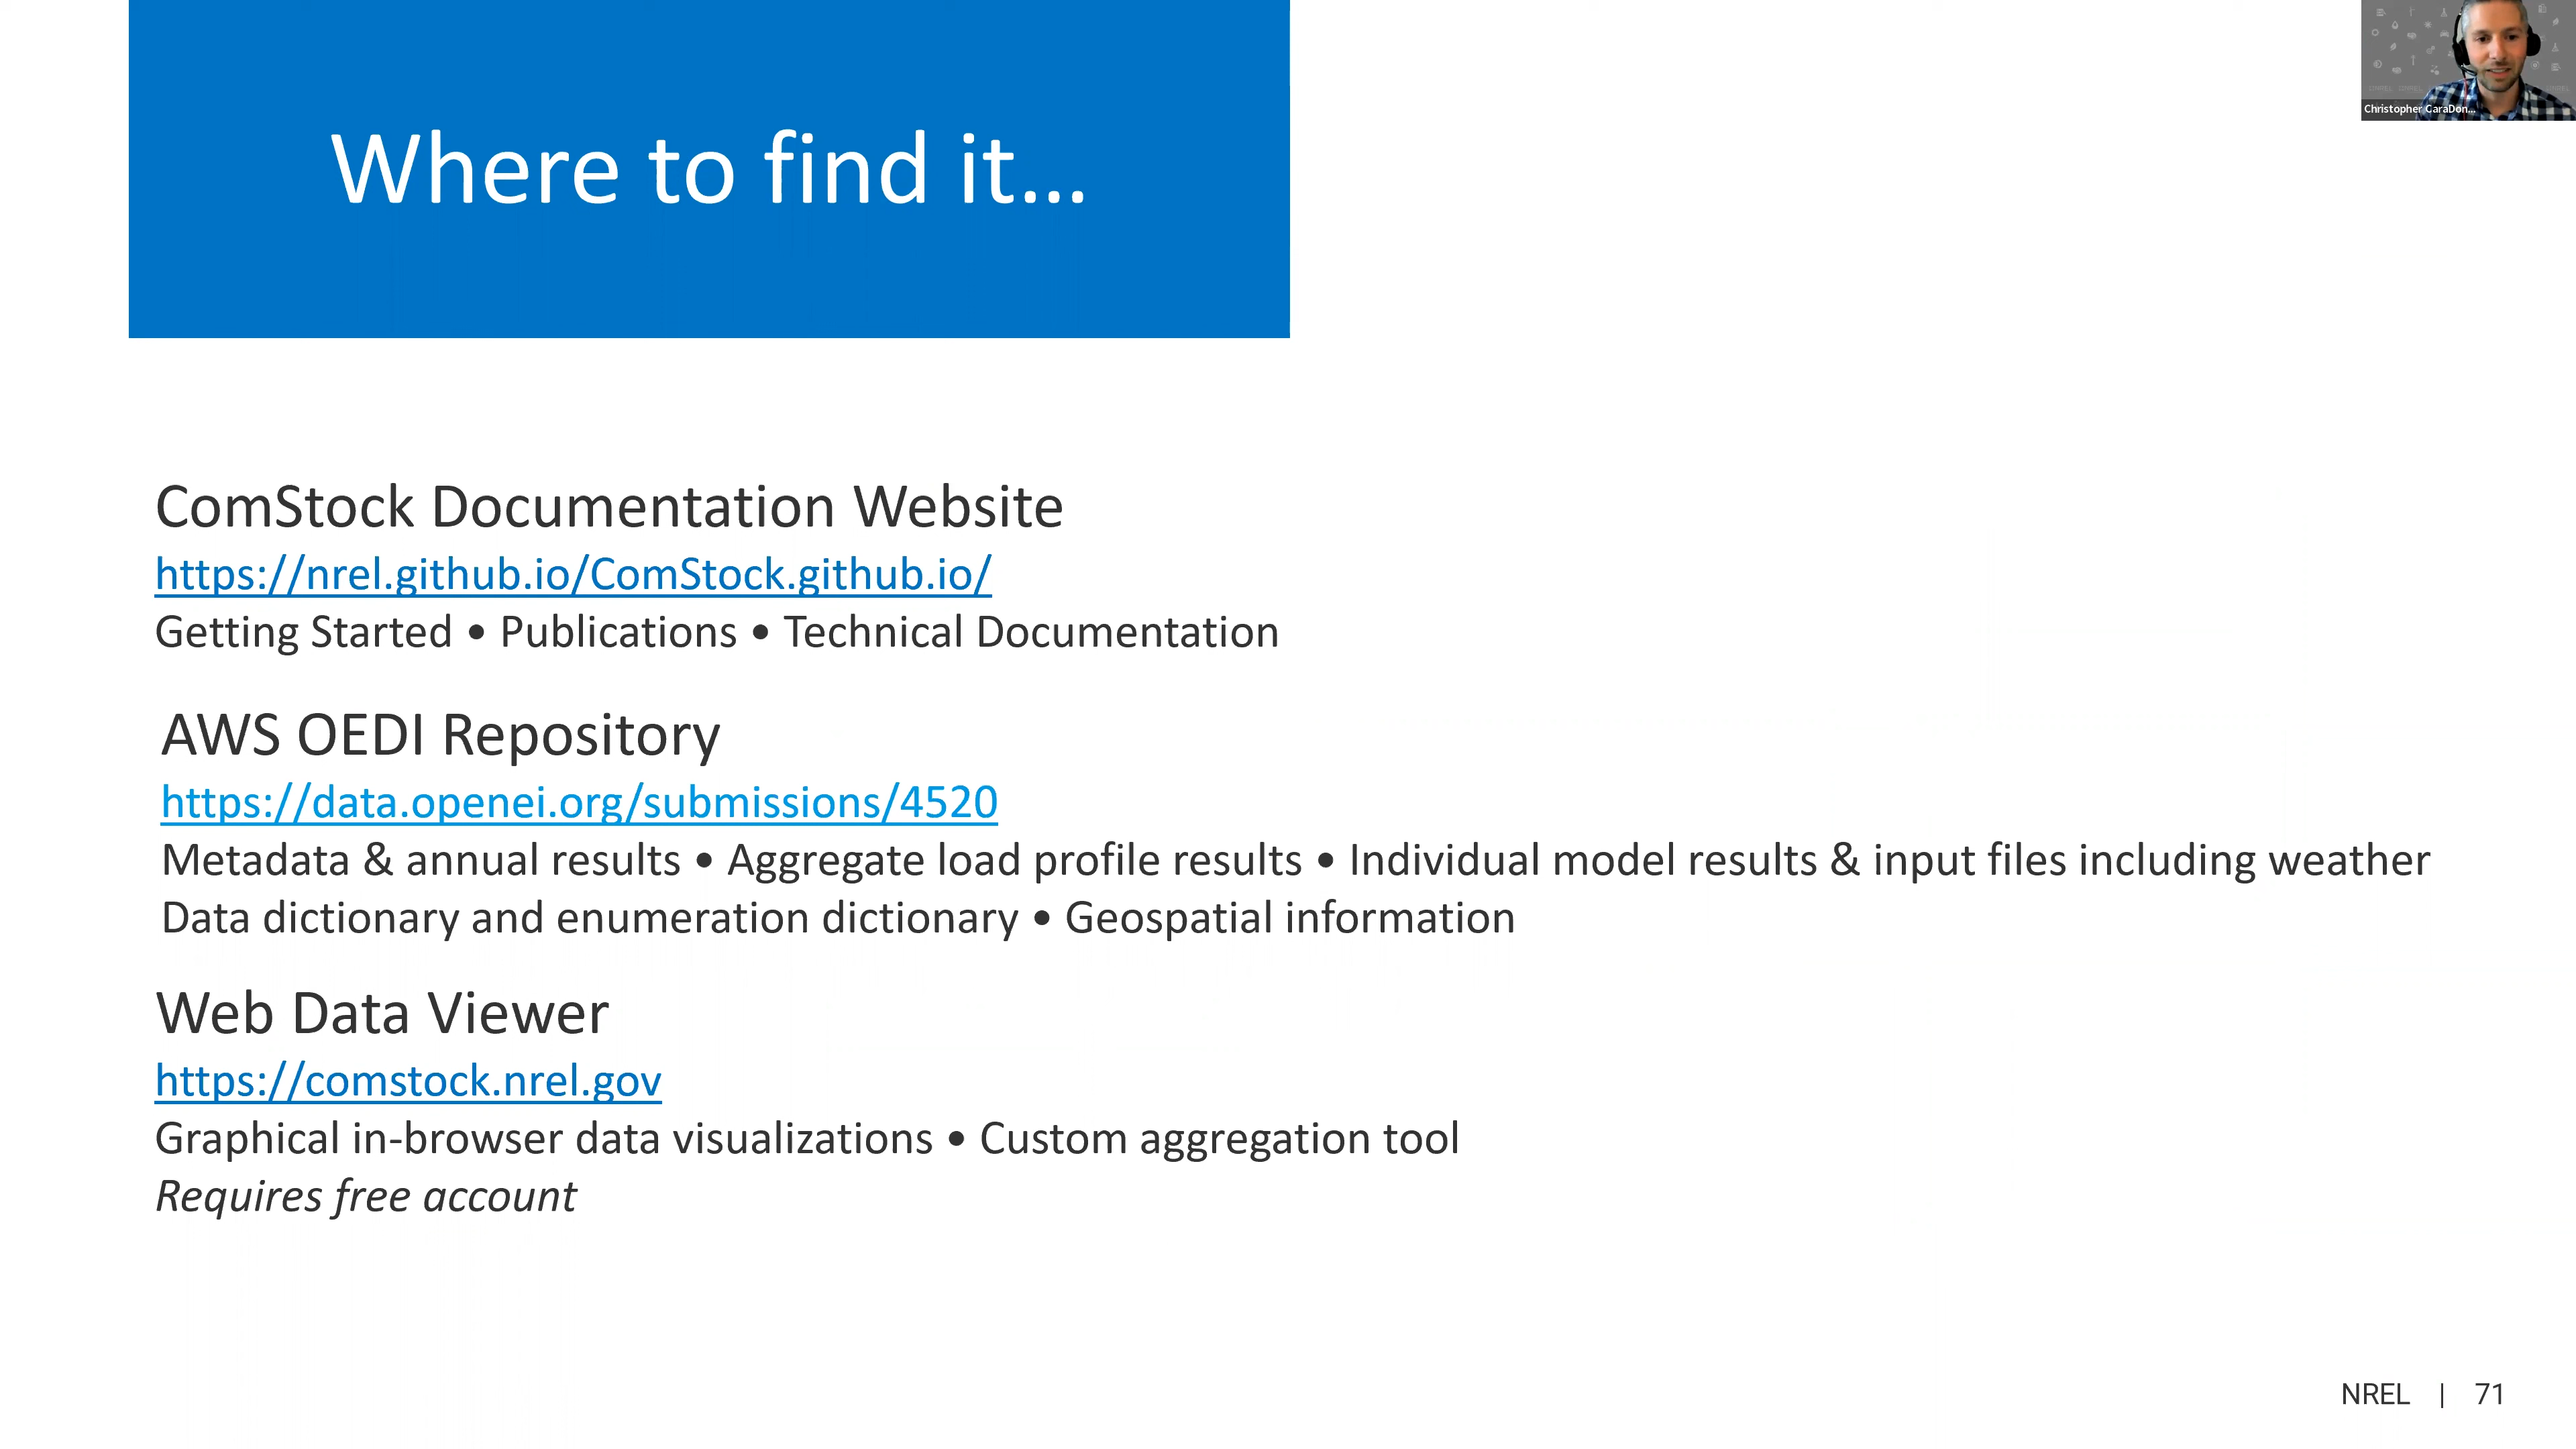 Where to find it...
Christopher CaraDon...
ComStock Documentation Website
https://nrel.github.io/ComStock.github.io/
Getting Started • Publications • Technical Documentation
AWS OEDI Repository
https://data.openei.org/submissions/4520
Metadata & annual results • Aggregate load profile results • Individual model results & input files including weather
Data dictionary and enumeration dictionary • Geospatial information
Web Data Viewer
https://comstock.nrel.gov
Graphical in-browser data visualizations • Custom aggregation tool
Requires free account
NREL | 71